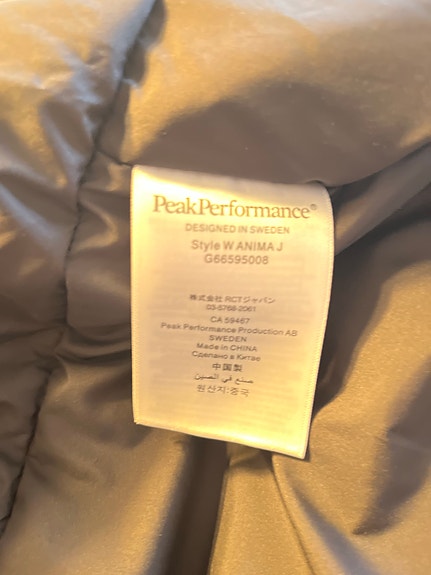 PeakPerformance®
DESIGNED IN SWEDEN
Style W ANIMA J
G66595008
株式会社 RCTジャパン
03-5766-2061
CA 59467
Peak Performance Production AB
SWEDEN
Made in CHINA
Сделано в Китае
中国製
صنع في الصين
원산지:중국